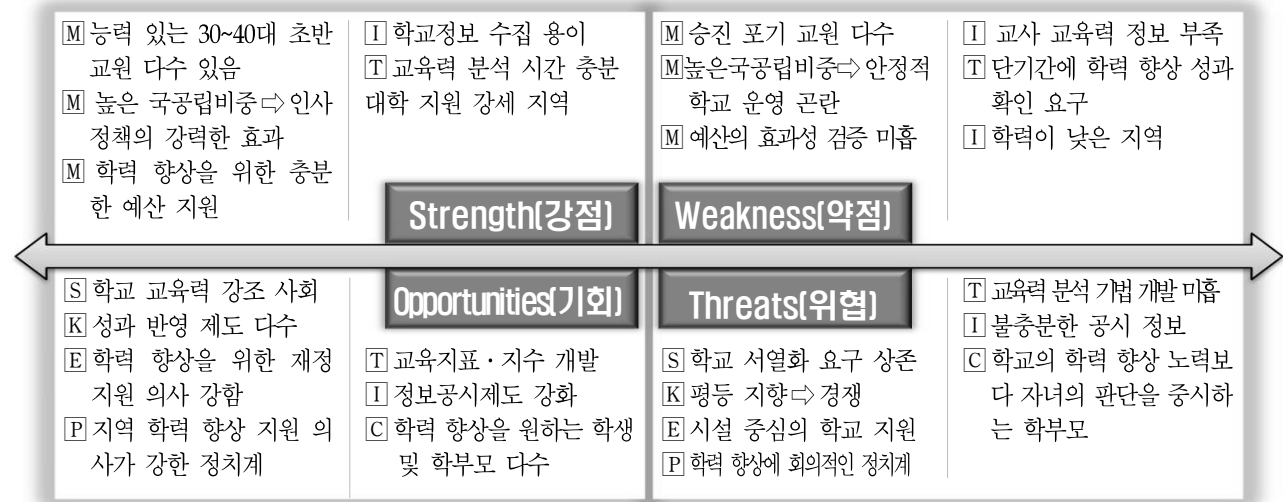 M 능력 있는 30~40대 초반
교원 다수 있음
M 높은 국공립비중⇨인사
정책의 강력한 효과
M 학력 향상을 위한 충분
한 예산 지원
I 학교정보 수집 용이
T 교육력 분석 시간 충분
대학 지원 강세 지역
Strength(강점)
M 승진 포기 교원 다수
M높은국공립비중⇨안정적
학교 운영 곤란
M 예산의 효과성 검증 미흡
I 교사 교육력 정보 부족
T 단기간에 학력 향상 성과
확인 요구
I 학력이 낮은 지역
Weakness(약점)
S 학교 교육력 강조 사회
K 성과 반영 제도 다수
E 학력 향상을 위한 재정
지원 의사 강함
P 지역 학력 향상 지원 의
사가 강한 정치계
Opportunities(기회)
T 교육지표·지수 개발
I 정보공시제도 강화
C 학력 향상을 원하는 학생
및 학부모 다수
Threats(위협)
S 학교 서열화 요구 상존
K 평등 지향⇨경쟁
E 시설 중심의 학교 지원
P 학력 향상에 회의적인 정치계
T 교육력 분석 기법 개발 미흡
I 불충분한 공시 정보
C 학교의 학력 향상 노력보
다 자녀의 판단을 중시하
는 학부모